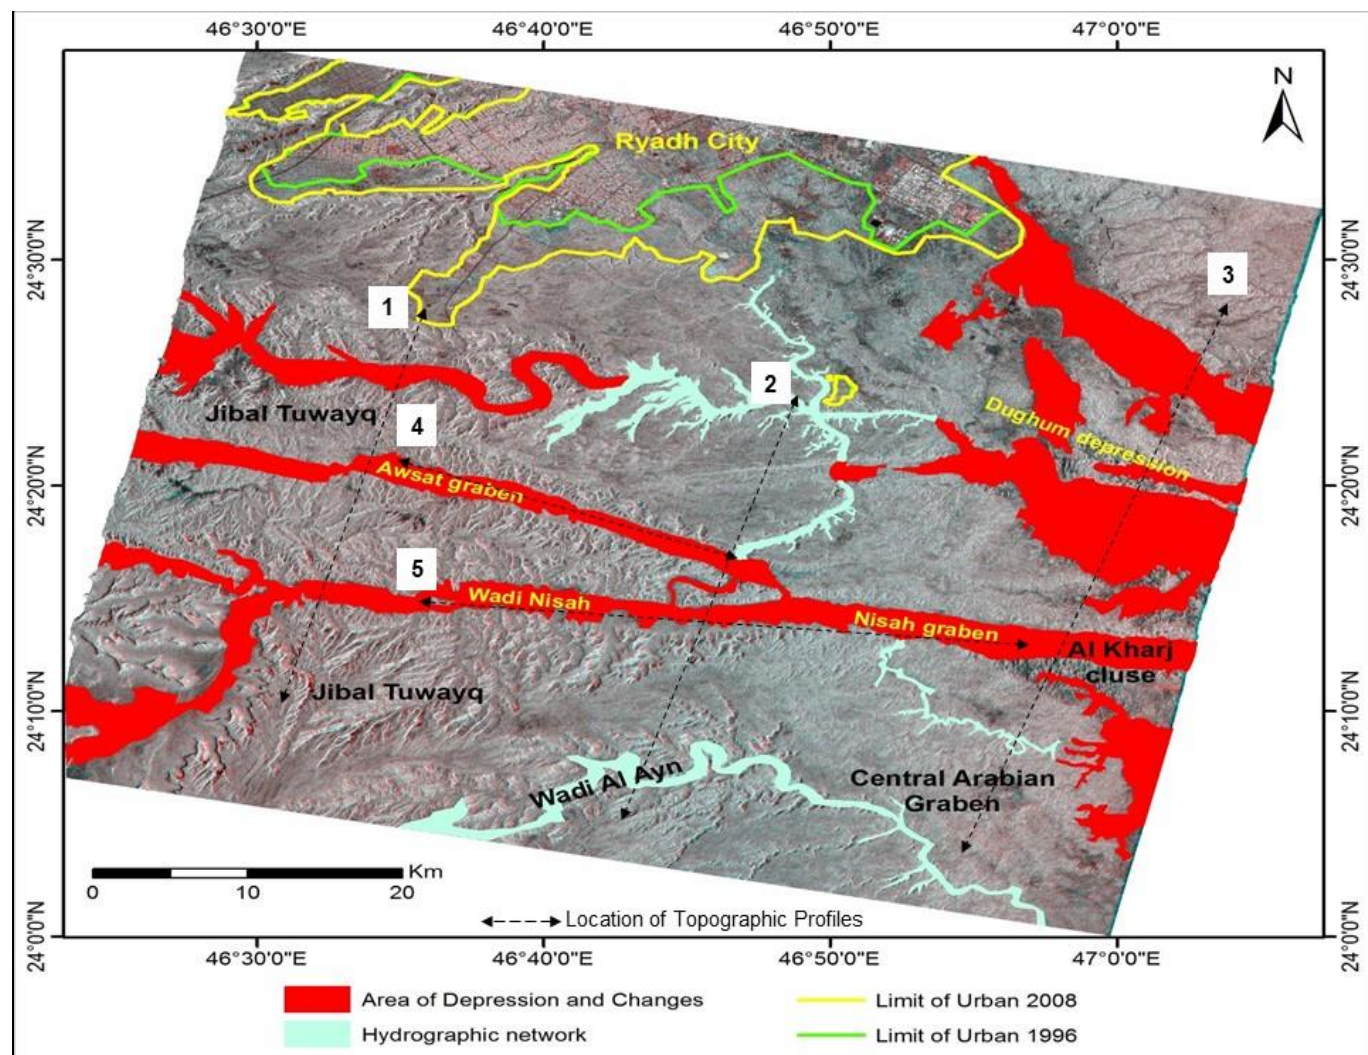 46°30'0"E 46°40'0"E 46°50'0"E 47°0'0"E
N
Ryadh City
24°30'0"N
24°30'0"N
3
1
2
Jibal Tuwayq
4
Dughum depression
24°20'0"N
Awsat graben
24°20'0"N
5
Wadi Nisah
Nisah graben
Al Kharj
cluse
Jibal Tuwayq
24°10'0"N
24°10'0"N
Wadi Al Ayn
Central Arabian
Graben
Km
0 10 20
Location of Topographic Profiles
24°0'0"N
24°0'0"N
46°30'0"E 46°40'0"E 46°50'0"E 47°0'0"E
Area of Depression and Changes
Limit of Urban 2008
Hydrographic network
Limit of Urban 1996